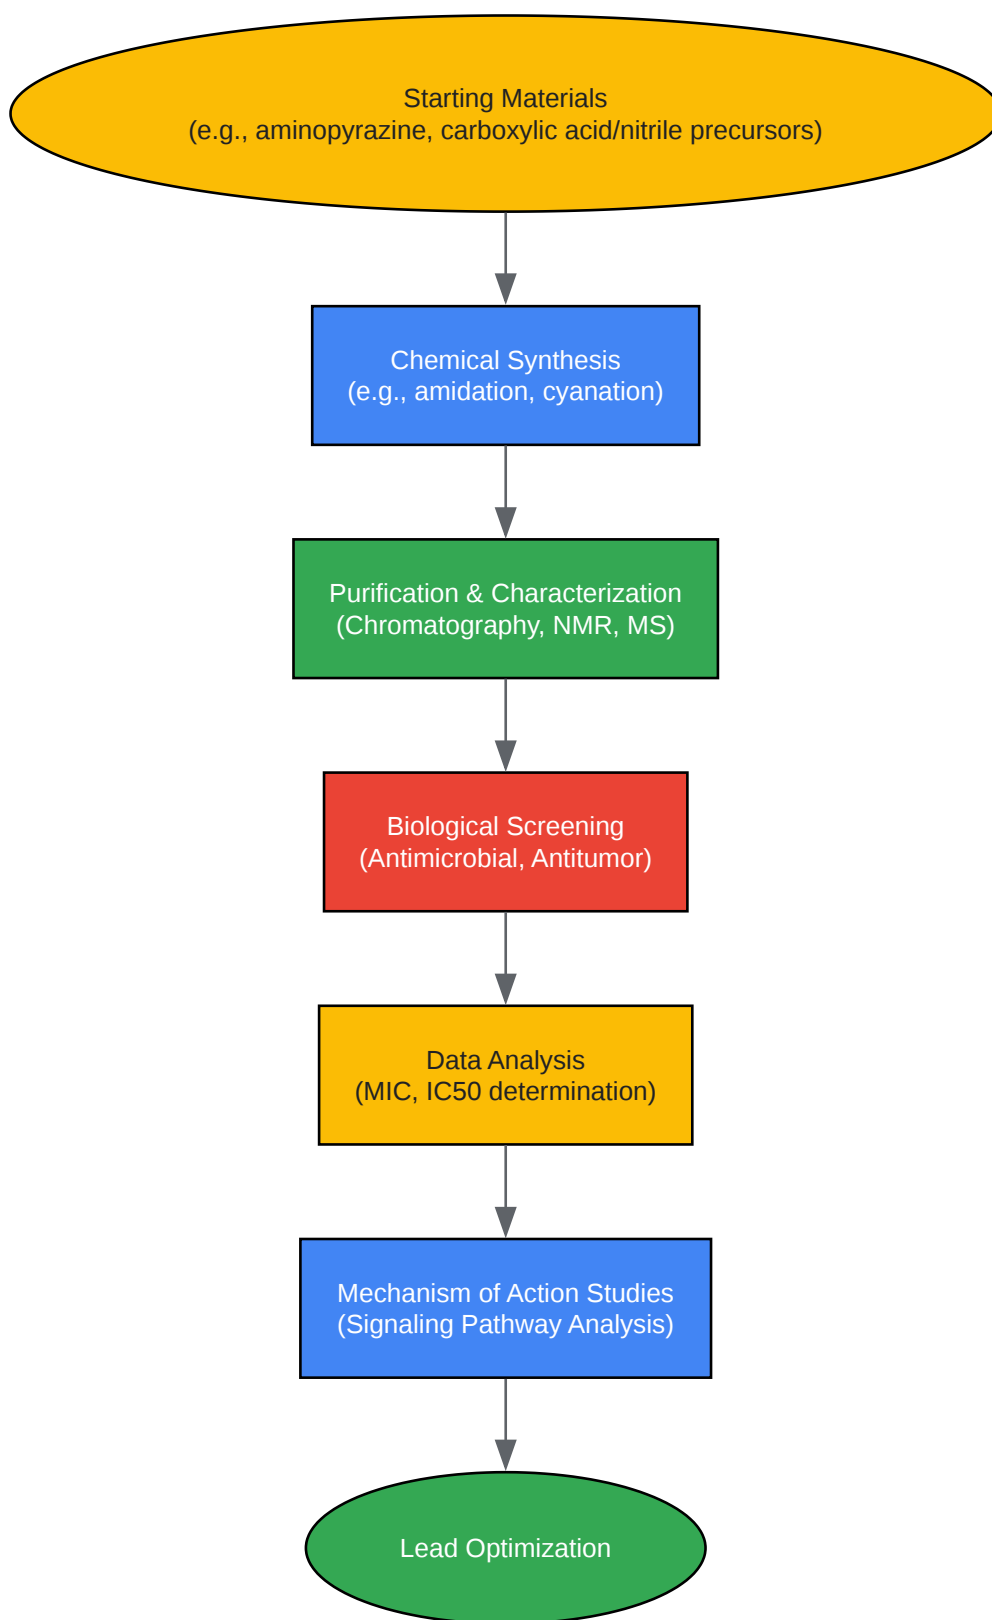 Starting Materials
(e.g., aminopyrazine, carboxylic acid/nitrile precursors)
Chemical Synthesis
(e.g., amidation, cyanation)
Purification & Characterization
(Chromatography, NMR, MS)
Biological Screening
(Antimicrobial, Antitumor)
Data Analysis
(MIC, IC50 determination)
Mechanism of Action Studies
(Signaling Pathway Analysis)
Lead Optimization